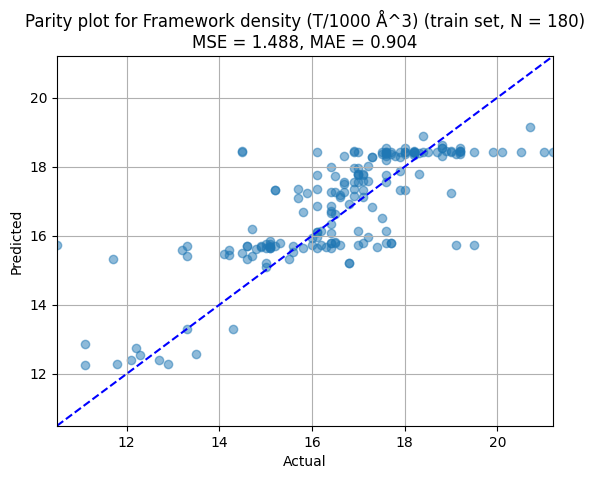 Parity plot for Framework density (T/1000 Å^3) (train set, N = 180)
MSE = 1.488, MAE = 0.904
20
18
16
14
12
Predicted
12 14 16 18 20
Actual